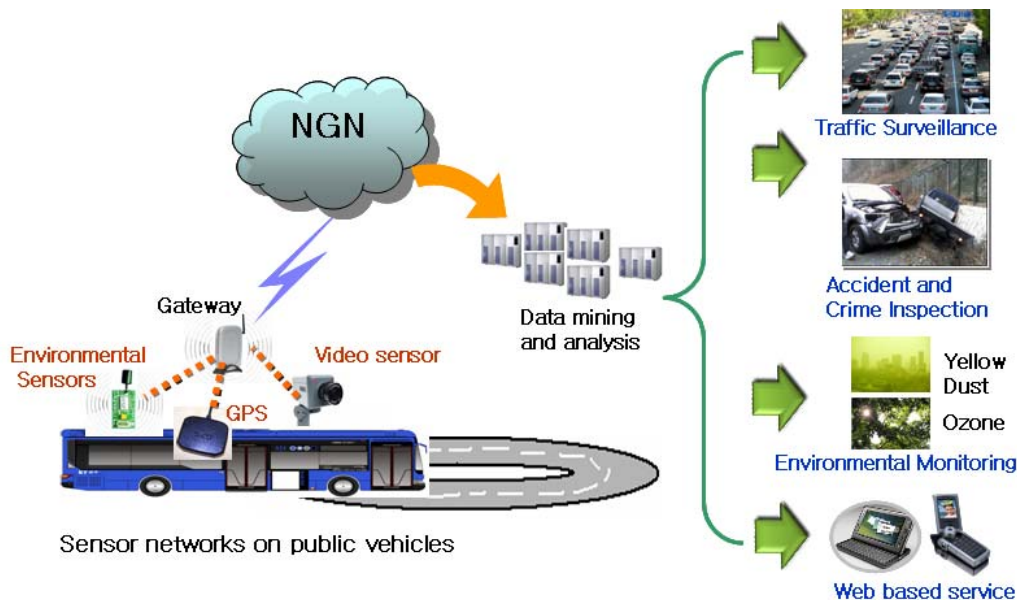 NGN
Gateway
Environmental
Sensors
Video sensor
GPS
Sensor networks on public vehicles
Data mining
and analysis
Traffic Surveillance
Accident and
Crime Inspection
Yellow
Dust
Ozone
Environmental Monitoring
Web based service